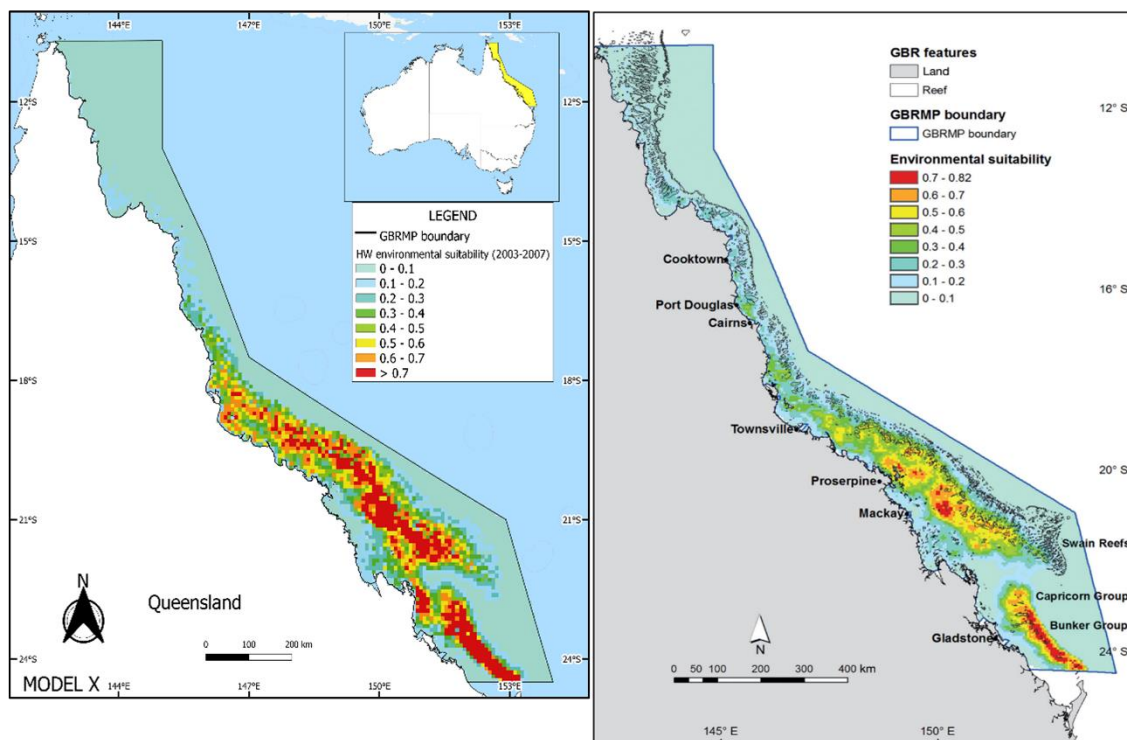 144°E 147°E 150°E 153°E
12°S 12°S
15°S 15°S
18°S 18°S
21°S 21°S
24°S 24°S
144°E 147°E 150°E 153°E
LEGEND
GBRMP boundary
HW environmental suitability (2003-2007)
0 - 0.1
0.1 - 0.2
0.2 - 0.3
0.3 - 0.4
0.4 - 0.5
0.5 - 0.6
0.6 - 0.7
> 0.7
N
Queensland
0 100 200 km
MODEL X
GBR features
Land
Reef
GBRMP boundary
GBRMP boundary
Environmental suitability
0.7 - 0.82
0.6 - 0.7
0.5 - 0.6
0.4 - 0.5
0.3 - 0.4
0.2 - 0.3
0.1 - 0.2
0 - 0.1
12° S
Cooktown
16° S
Port Douglas
Cairns
Townsville
20° S
Proserpine
Mackay
Swain Reefs
Capricorn Group
Bunker Group
Gladstone
24° S
N
0 50 100 200 300 400 km
145° E 150° E